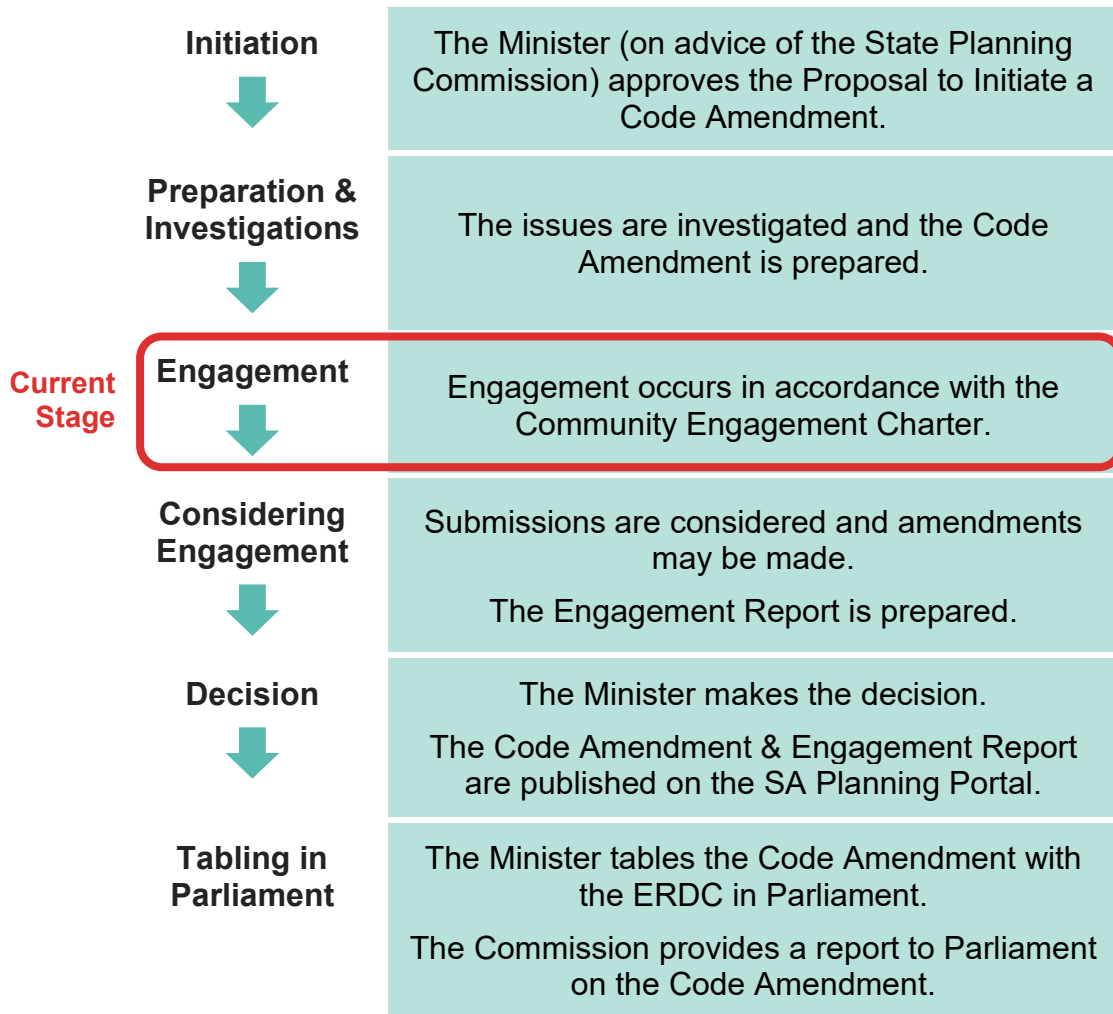 Initiation
The Minister (on advice of the State Planning
Commission) approves the Proposal to Initiate a
Code Amendment.
Preparation &
Investigations
The issues are investigated and the Code
Amendment is prepared.
Current
Stage
Engagement
Engagement occurs in accordance with the
Community Engagement Charter.
Considering
Engagement
Submissions are considered and amendments
may be made.
The Engagement Report is prepared.
Decision
The Minister makes the decision.
The Code Amendment & Engagement Report
are published on the SA Planning Portal.
Tabling in
Parliament
The Minister tables the Code Amendment with
the ERDC in Parliament.
The Commission provides a report to Parliament
on the Code Amendment.